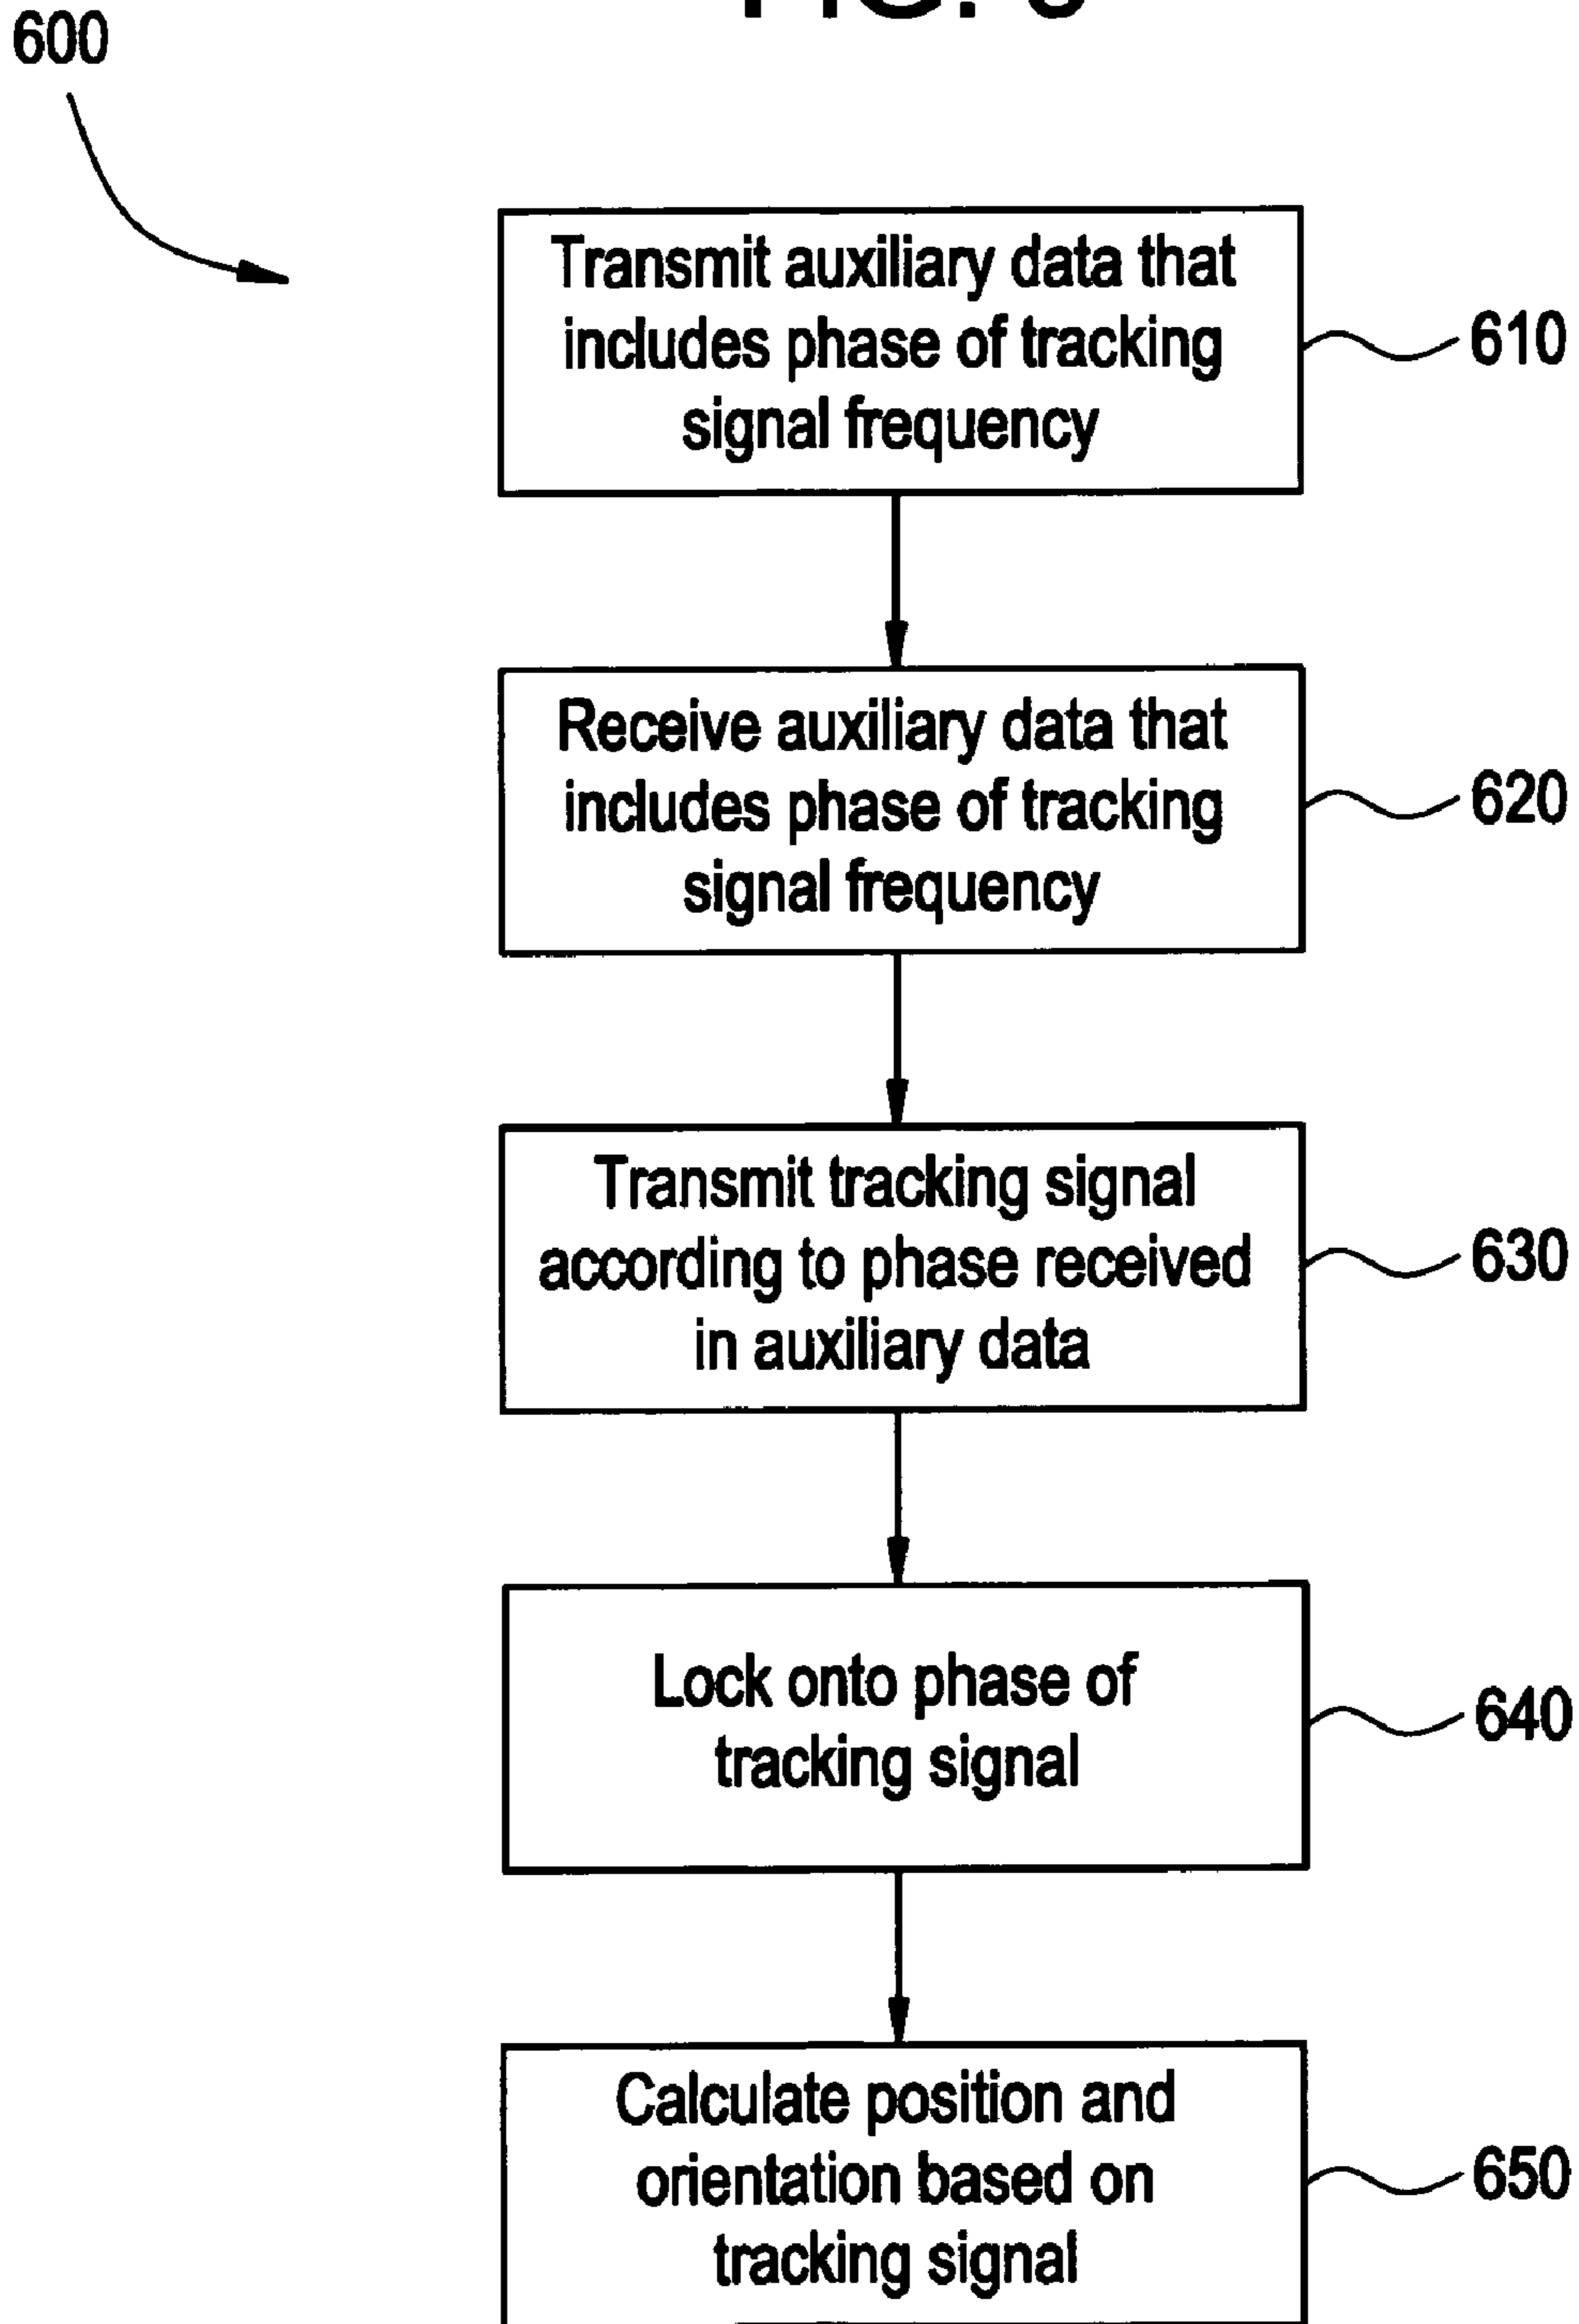 600
Transmit auxiliary data that
includes phase of tracking
signal frequency
610
Receive auxiliary data that
includes phase of tracking
signal frequency
620
Transmit tracking signal
according to phase received
in auxiliary data
630
Lock onto phase of
tracking signal
640
Calculate position and
orientation based on
tracking signal
650